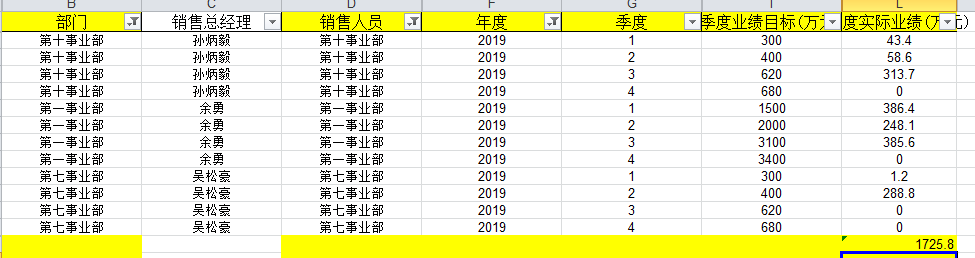 B C D F G I L
部门 销售总经理 销售人员 年度 季度 季度业绩目标(万元 度实际业绩(万元)
第十事业部 孙炳毅 第十事业部 2019 1 300 43.4
第十事业部 孙炳毅 第十事业部 2019 2 400 58.6
第十事业部 孙炳毅 第十事业部 2019 3 620 313.7
第十事业部 孙炳毅 第十事业部 2019 4 680 0
第一事业部 余勇 第一事业部 2019 1 1500 386.4
第一事业部 余勇 第一事业部 2019 2 2000 248.1
第一事业部 余勇 第一事业部 2019 3 3100 385.6
第一事业部 余勇 第一事业部 2019 4 3400 0
第七事业部 吴松豪 第七事业部 2019 1 300 1.2
第七事业部 吴松豪 第七事业部 2019 2 400 288.8
第七事业部 吴松豪 第七事业部 2019 3 620 0
第七事业部 吴松豪 第七事业部 2019 4 680 0
1725.8